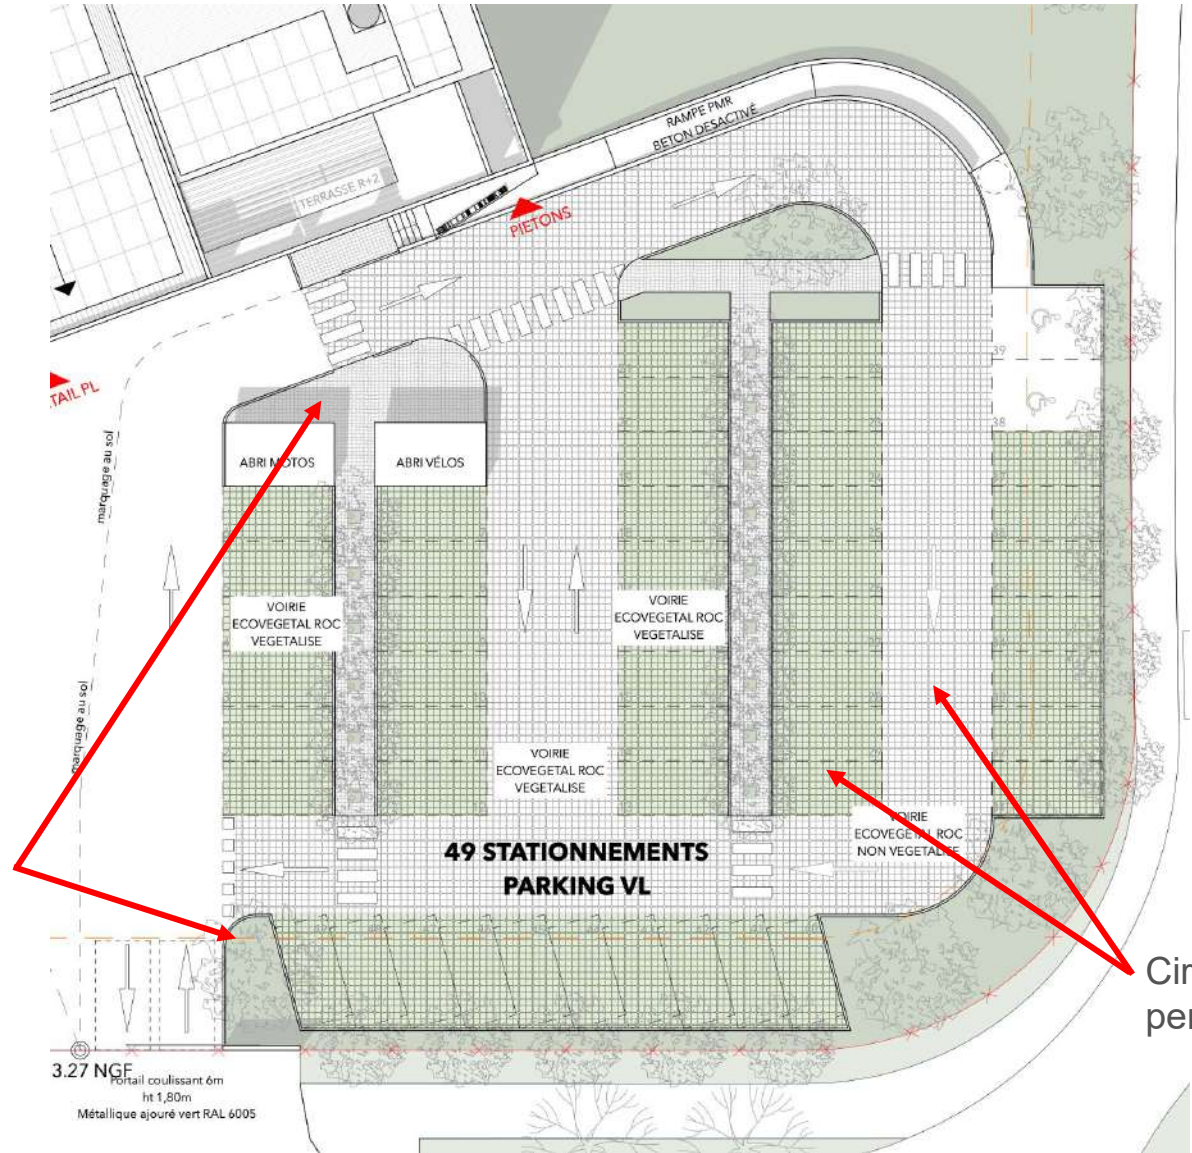 RAMPE PMR
BETON DESACTIVÉ
TERRASSE R+2
PIETONS
TAIL PL
39
38
marquage au sol
ABRI MOTOS
ABRI VÉLOS
VOIRIE
ECOVEGETAL ROC
VEGETALISE
VOIRIE
ECOVEGETAL ROC
VEGETALISE
marquage au sol
VOIRIE
ECOVEGETAL ROC
VEGETALISE
VOIRIE
ECOVEGETAL ROC
NON VEGETALISE
49 STATIONNEMENTS
PARKING VL
Cir
per
3.27 NGF
Portail coulissant 6m
ht 1,80m
Métallique ajouré vert RAL 6005